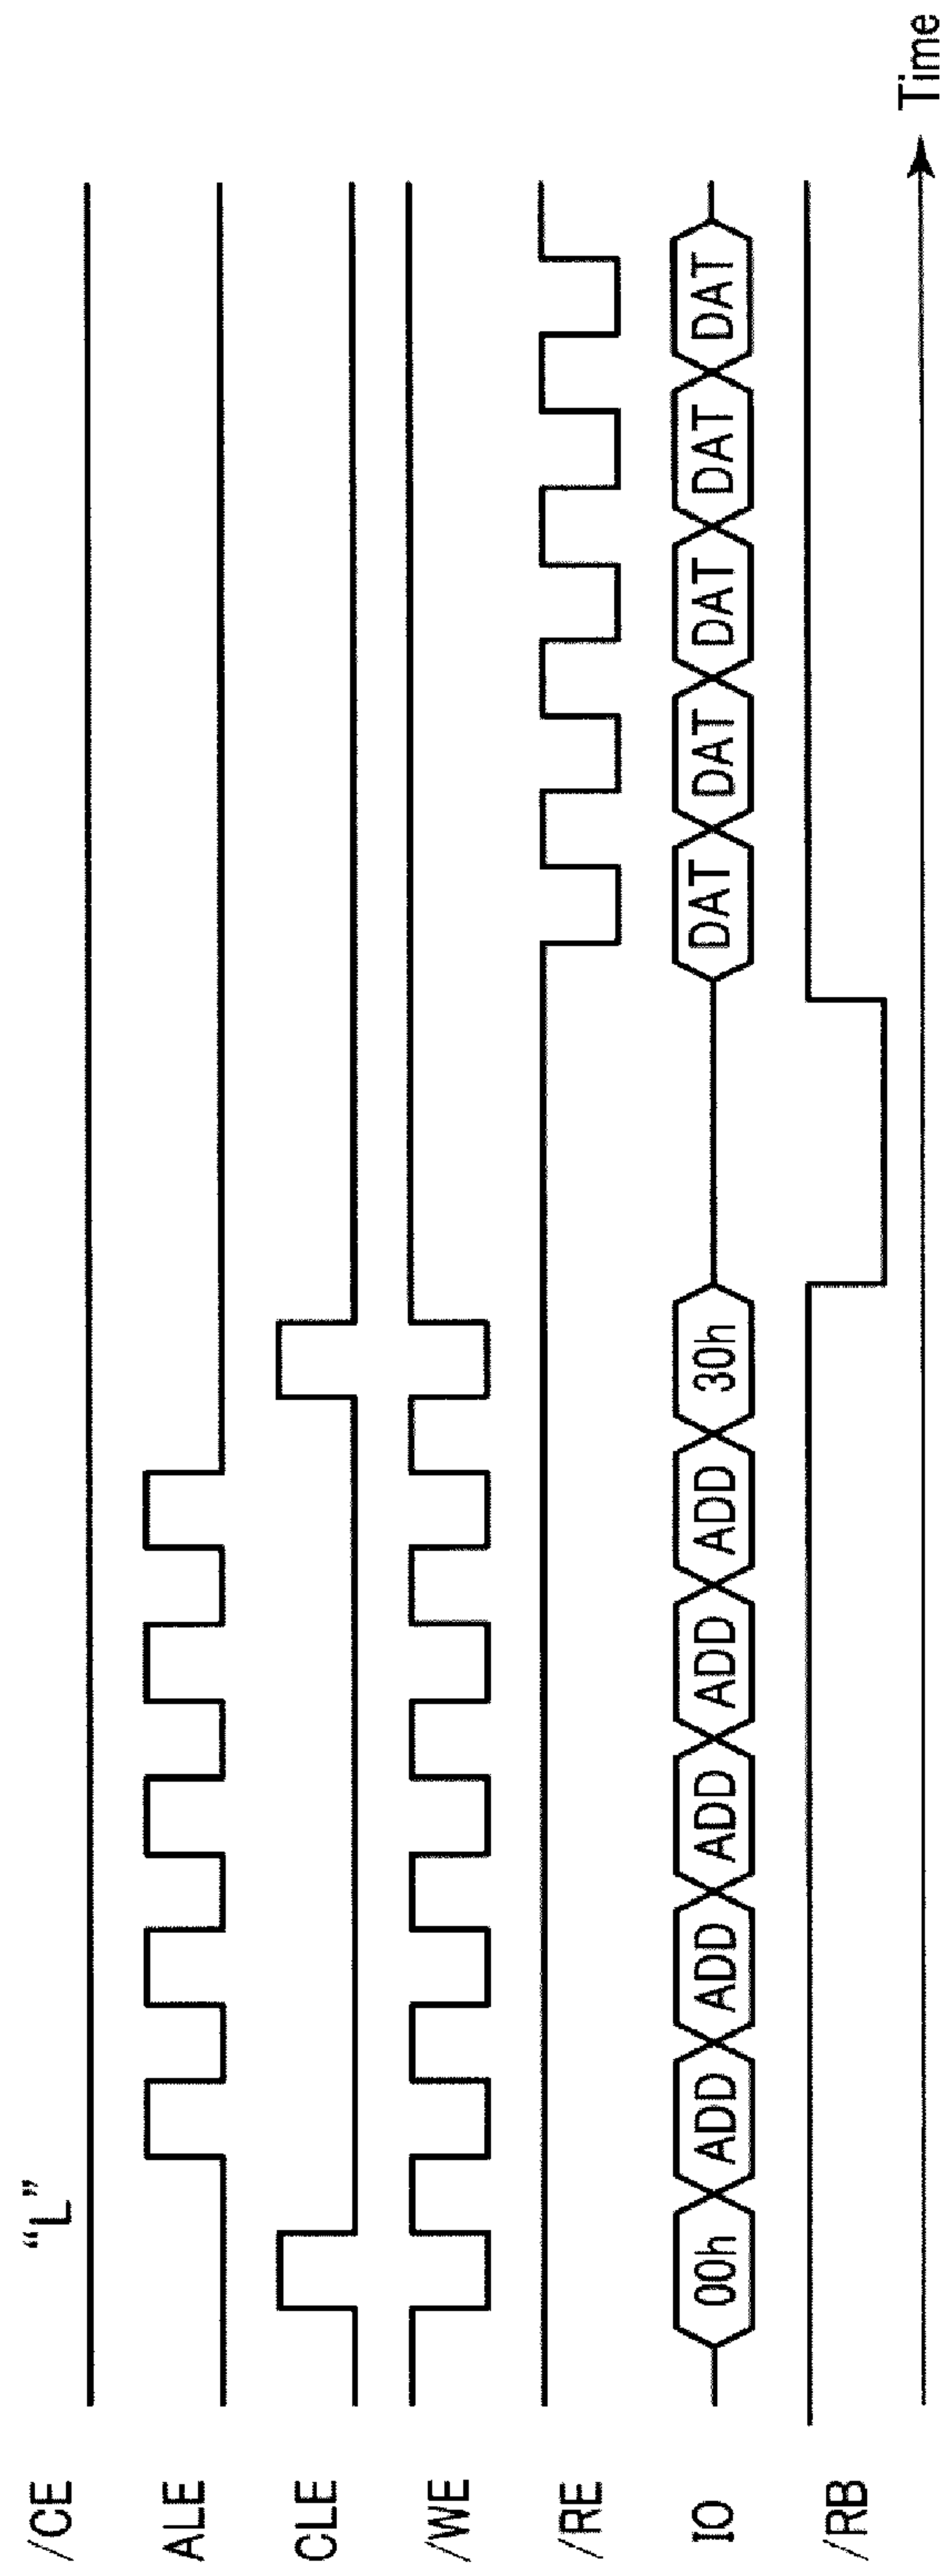 /CE "L"
ALE
CLE
/WE
/RE
IO 00h ADD ADD ADD ADD ADD 30h DAT DAT DAT DAT DAT
/RB
Time